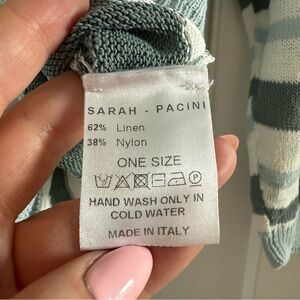 SARAH - PACINI
62% Linen
38% Nylon
ONE SIZE
P
HAND WASH ONLY IN
COLD WATER
MADE IN ITALY